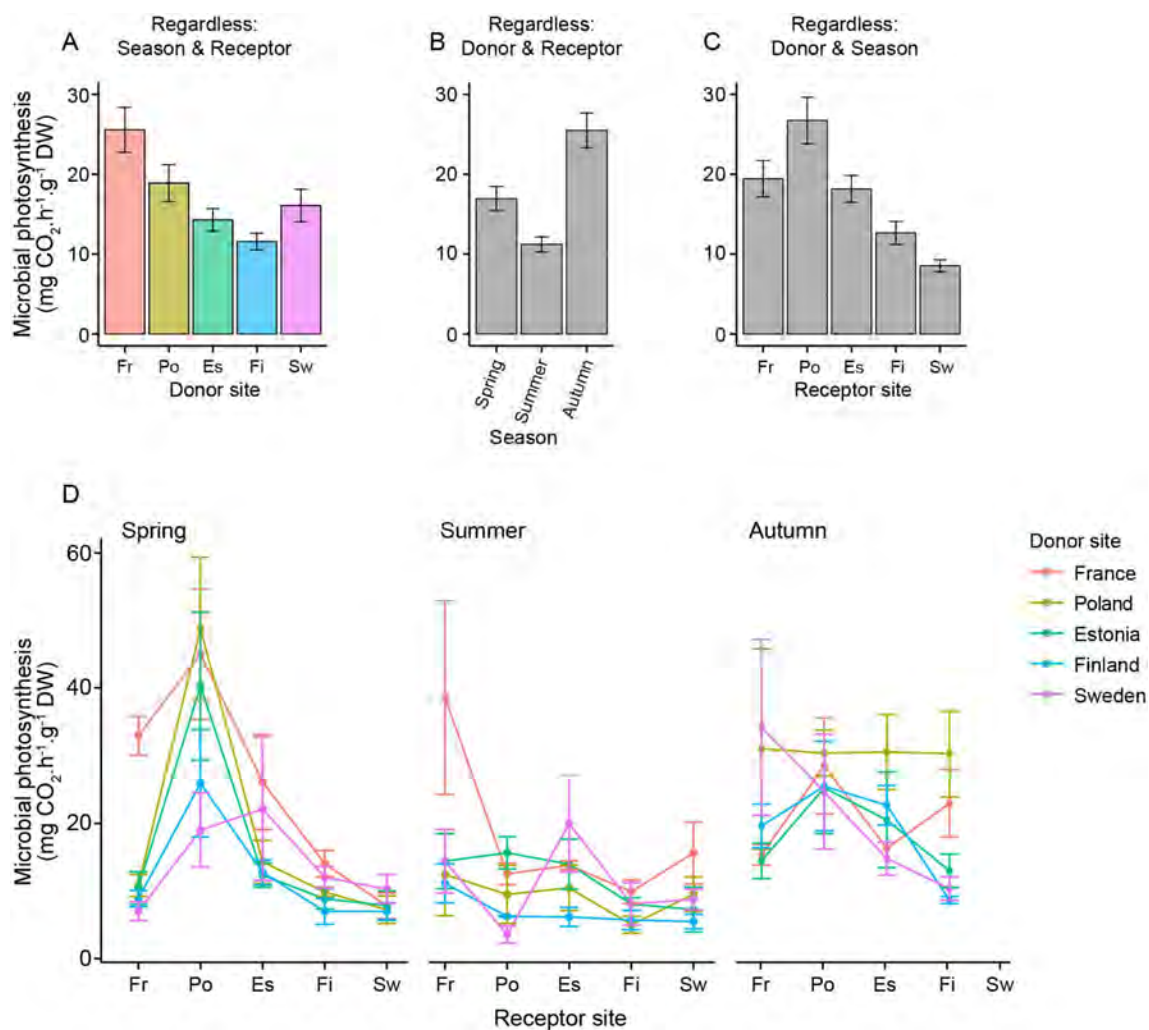 A
Regardless:
Season & Receptor
B
Regardless:
Donor & Receptor
C
Regardless:
Donor & Season
Microbial photosynthesis
(mg CO₂.h⁻¹.g⁻¹ DW)
30
20
10
0
Fr Po Es Fi Sw
Donor site
30
20
10
0
Spring
Summer
Autumn
Season
30
20
10
0
Fr Po Es Fi Sw
Receptor site
D
Spring
Summer
Autumn
Microbial photosynthesis
(mg CO₂.h⁻¹.g⁻¹ DW)
60
40
20
0
Fr Po Es Fi Sw
Fr Po Es Fi Sw
Fr Po Es Fi Sw
Receptor site
Donor site
France
Poland
Estonia
Finland
Sweden